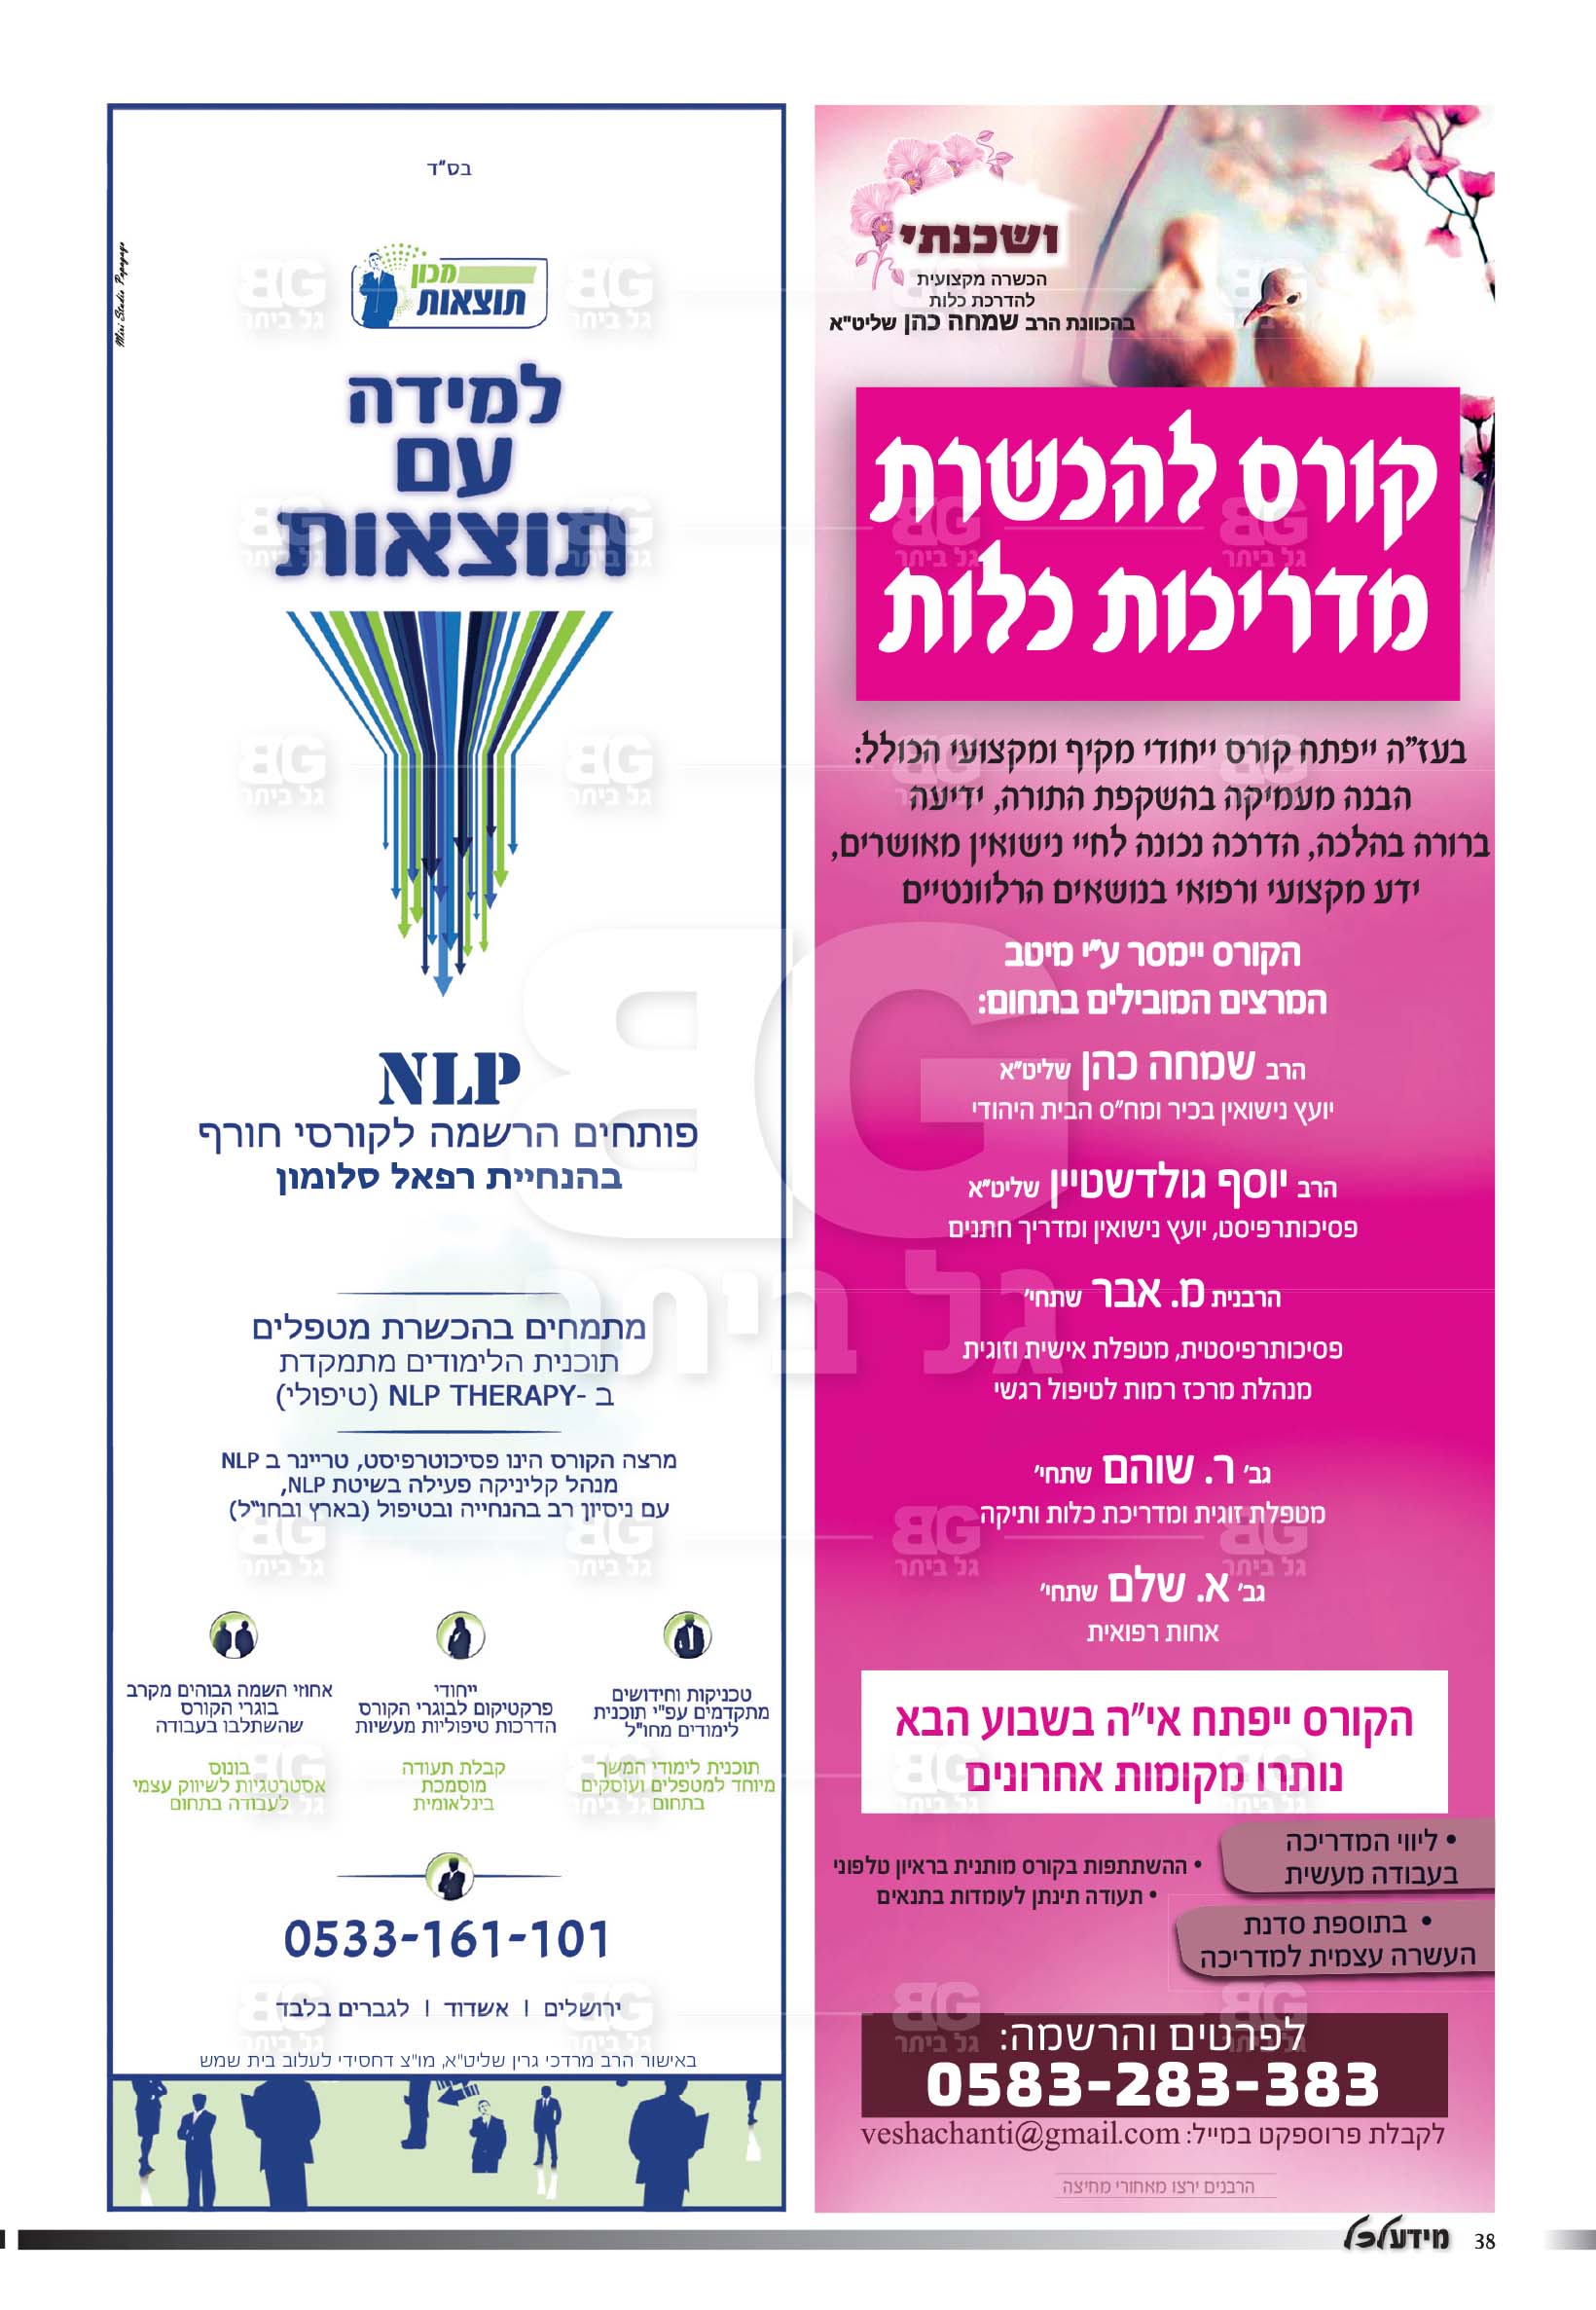 ושכנתי
הכשרה מקצועית
להדרכת כלות
בהכוונת הרב שמחה כהן שליט"א
קורס להכשרת
מדריכות כלות
בעז"ה ייפתח קורס ייחודי מקיף ומקצועי הכולל:
הבנה מעמיקה בהשקפת התורה, ידיעה
ברורה בהלכה, הדרכה נכונה לחיי נישואין מאושרים,
ידע מקצועי ורפואי בנושאים הרלוונטיים
הקורס יימסר ע"י מיטב
המרצים המובילים בתחום:
הרב שמחה כהן שליט"א
יועץ נישואין בכיר ומח"ס הבית היהודי
הרב יוסף גולדשטיין שליט"א
פסיכותרפיסט, יועץ נישואין ומדריך חתנים
הרבנית מ. אבר שתחי'
פסיכותרפיסטית, מטפלת אישית וזוגית
מנהלת מרכז רמות לטיפול רגשי
גב' ר. שוהם שתחי'
מטפלת זוגית ומדריכת כלות ותיקה
גב' א. שלם שתחי'
אחות רפואית
הקורס ייפתח אי"ה בשבוע הבא
נותרו מקומות אחרונים
• ליווי המדריכה
בעבודה מעשית
• בתוספת סדנת
העשרה עצמית למדריכה
• ההשתתפות בקורס מותנית בראיון טלפוני
• תעודה תינתן לעומדות בתנאים
לפרטים והרשמה:
0583-283-383
לקבלת פרוספקט במייל: veshachanti@gmail.com
הרבנים ירצו מאחורי מחיצה
בס"ד
Meri Studio Papaguyo
מכון
תוצאות
למידה
עם
תוצאות
NLP
פותחים הרשמה לקורסי חורף
בהנחיית רפאל סלומון
מתמחים בהכשרת מטפלים
תוכנית הלימודים מתמקדת
ב -NLP THERAPY (טיפולי)
מרצה הקורס הינו פסיכוטרפיסט, טריינר ב NLP
מנהל קליניקה פעילה בשיטת NLP,
עם ניסיון רב בהנחייה ובטיפול (בארץ ובחו"ל)
טכניקות וחידושים
מתקדמים עפ"י תוכנית
לימודים מחו"ל
תוכנית לימודי המשך
מיוחד למטפלים ועוסקים
בתחום
ייחודי
פרקטיקום לבוגרי הקורס
הדרכות טיפוליות מעשיות
קבלת תעודה
מוסמכת
בינלאומית
אחוזי השמה גבוהים מקרב
בוגרי הקורס
שהשתלבו בעבודה
בונוס
אסטרטגיות לשיווק עצמי
לעבודה בתחום
0533-161-101
ירושלים | אשדוד | לגברים בלבד
באישור הרב מרדכי גרין שליט"א, מו"צ דחסידי לעלוב בית שמש
BG
גל ביתר
38
מידע לכל